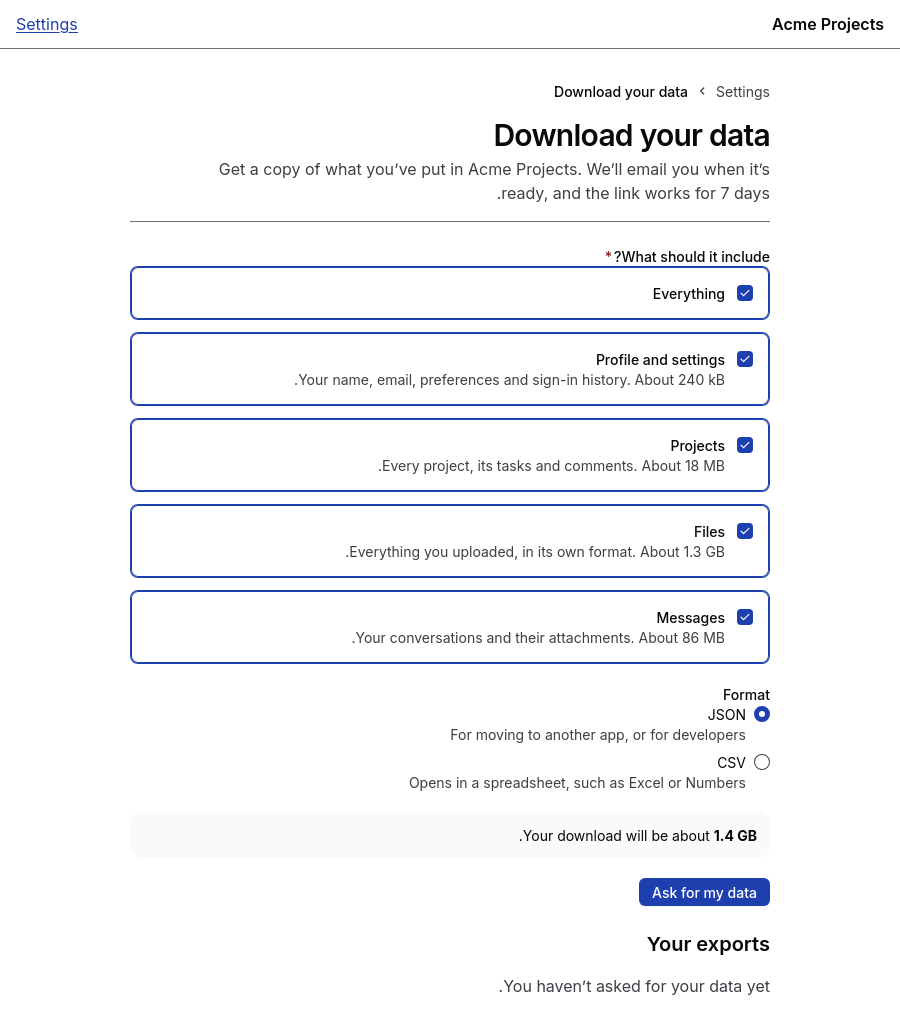 Acme Projects
Settings
Settings ‹ Download your data
Download your data
Get a copy of what you’ve put in Acme Projects. We’ll email you when it’s
ready, and the link works for 7 days.
What should it include? *
Everything
Profile and settings
Your name, email, preferences and sign-in history. About 240 kB.
Projects
Every project, its tasks and comments. About 18 MB.
Files
Everything you uploaded, in its own format. About 1.3 GB.
Messages
Your conversations and their attachments. About 86 MB.
Format
JSON
For moving to another app, or for developers
CSV
Opens in a spreadsheet, such as Excel or Numbers
Your download will be about 1.4 GB.
Ask for my data
Your exports
You haven’t asked for your data yet.